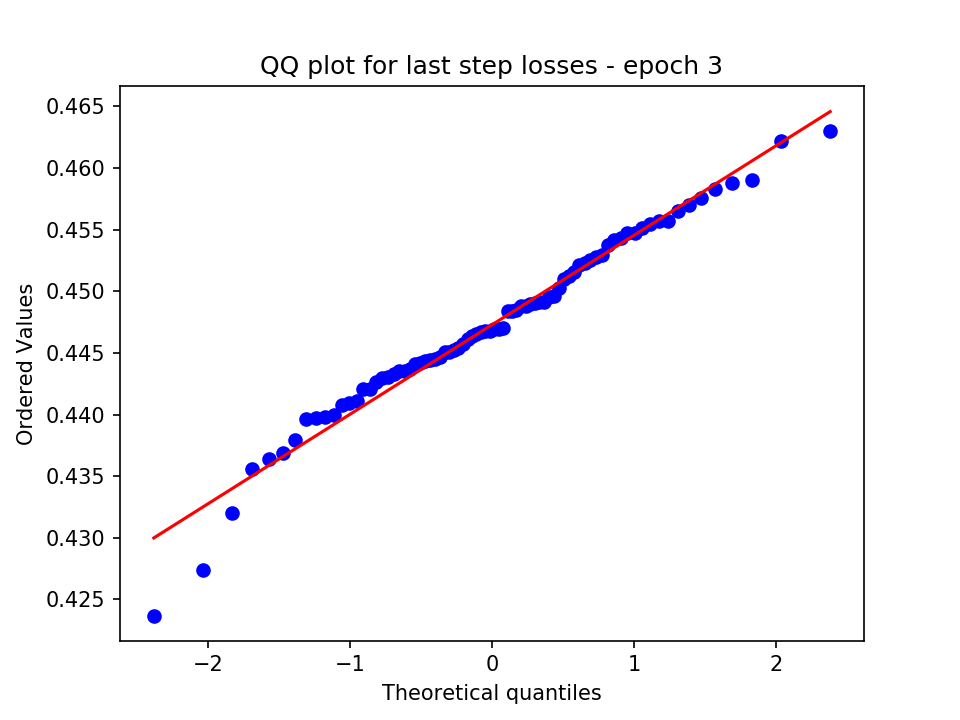 QQ plot for last step losses - epoch 3
Ordered Values
0.465
0.460
0.455
0.450
0.445
0.440
0.435
0.430
0.425
−2 −1 0 1 2
Theoretical quantiles